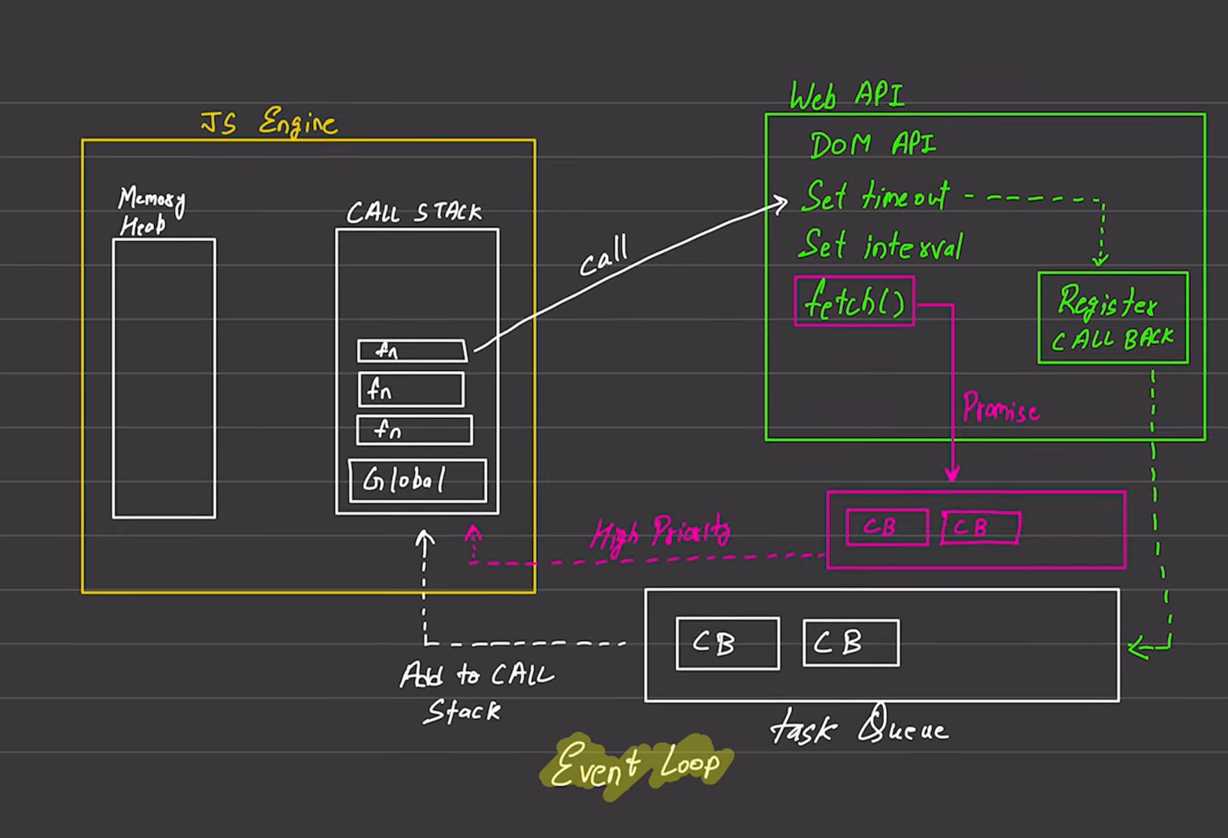 Web API
JS Engine
DOM API
Memory
Heap
CALL STACK
Set timeout
call
Set interval
fetch()
Register
CALL BACK
fn
fn
fn
Promise
Global
High Priority
CB CB
CB CB
Add to CALL
Stack
task Queue
Event Loop